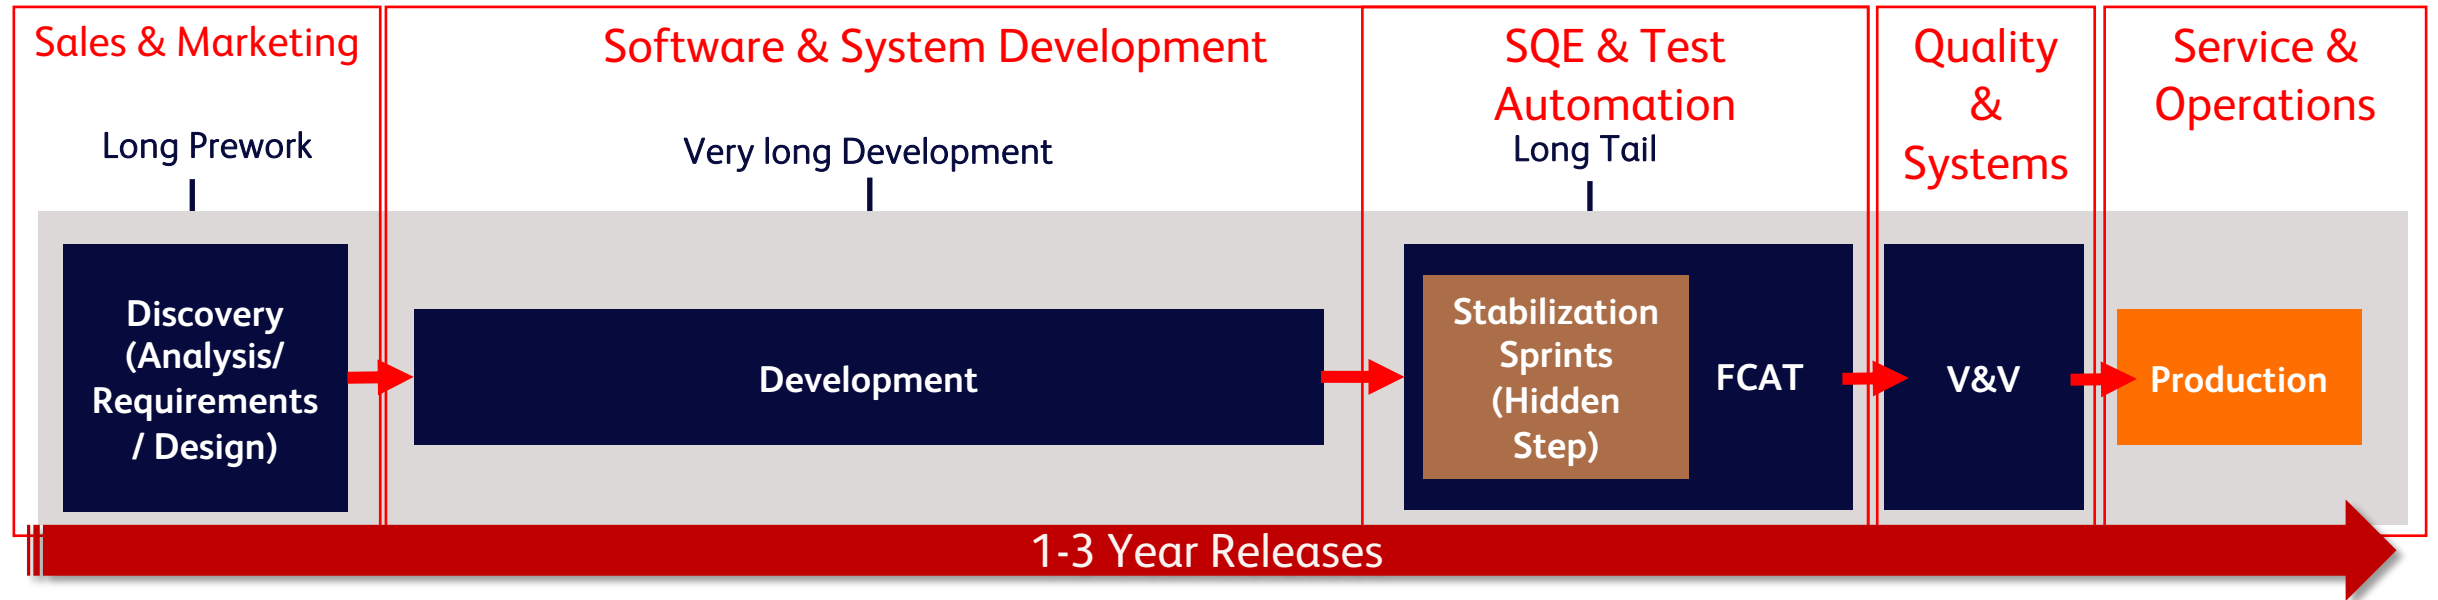 Sales & Marketing
Software & System Development
SQE & Test
Automation
Quality
&
Systems
Service &
Operations
Long Prework
Very long Development
Long Tail
Discovery
(Analysis/
Requirements
/ Design)
Development
Stabilization
Sprints
(Hidden
Step)
FCAT
V&V
Production
1-3 Year Releases